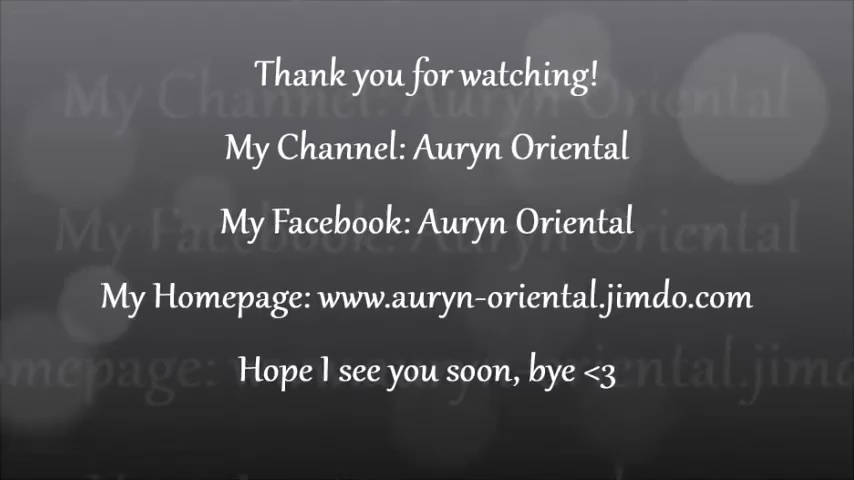 Thank you for watching!
My Channel: Auryn Oriental
My Facebook: Auryn Oriental
My Homepage: www.auryn-oriental.jimdo.com
Hope I see you soon, bye <3